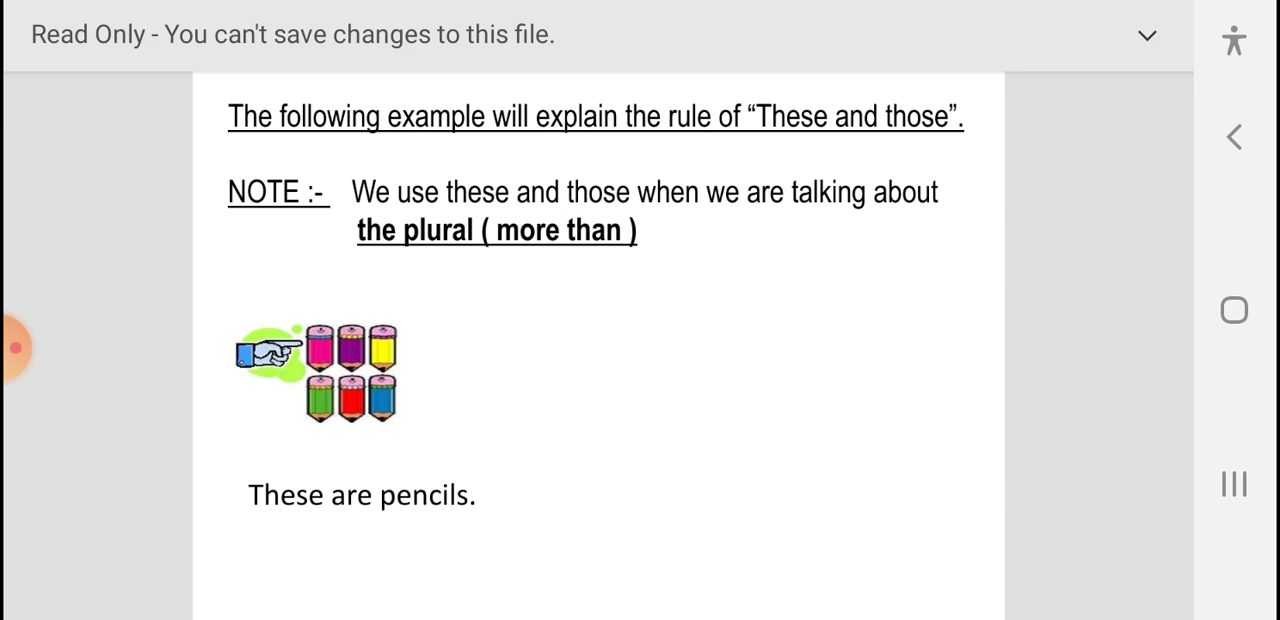 Read Only - You can't save changes to this file.
The following example will explain the rule of “These and those”.
NOTE :- We use these and those when we are talking about
the plural ( more than )
These are pencils.